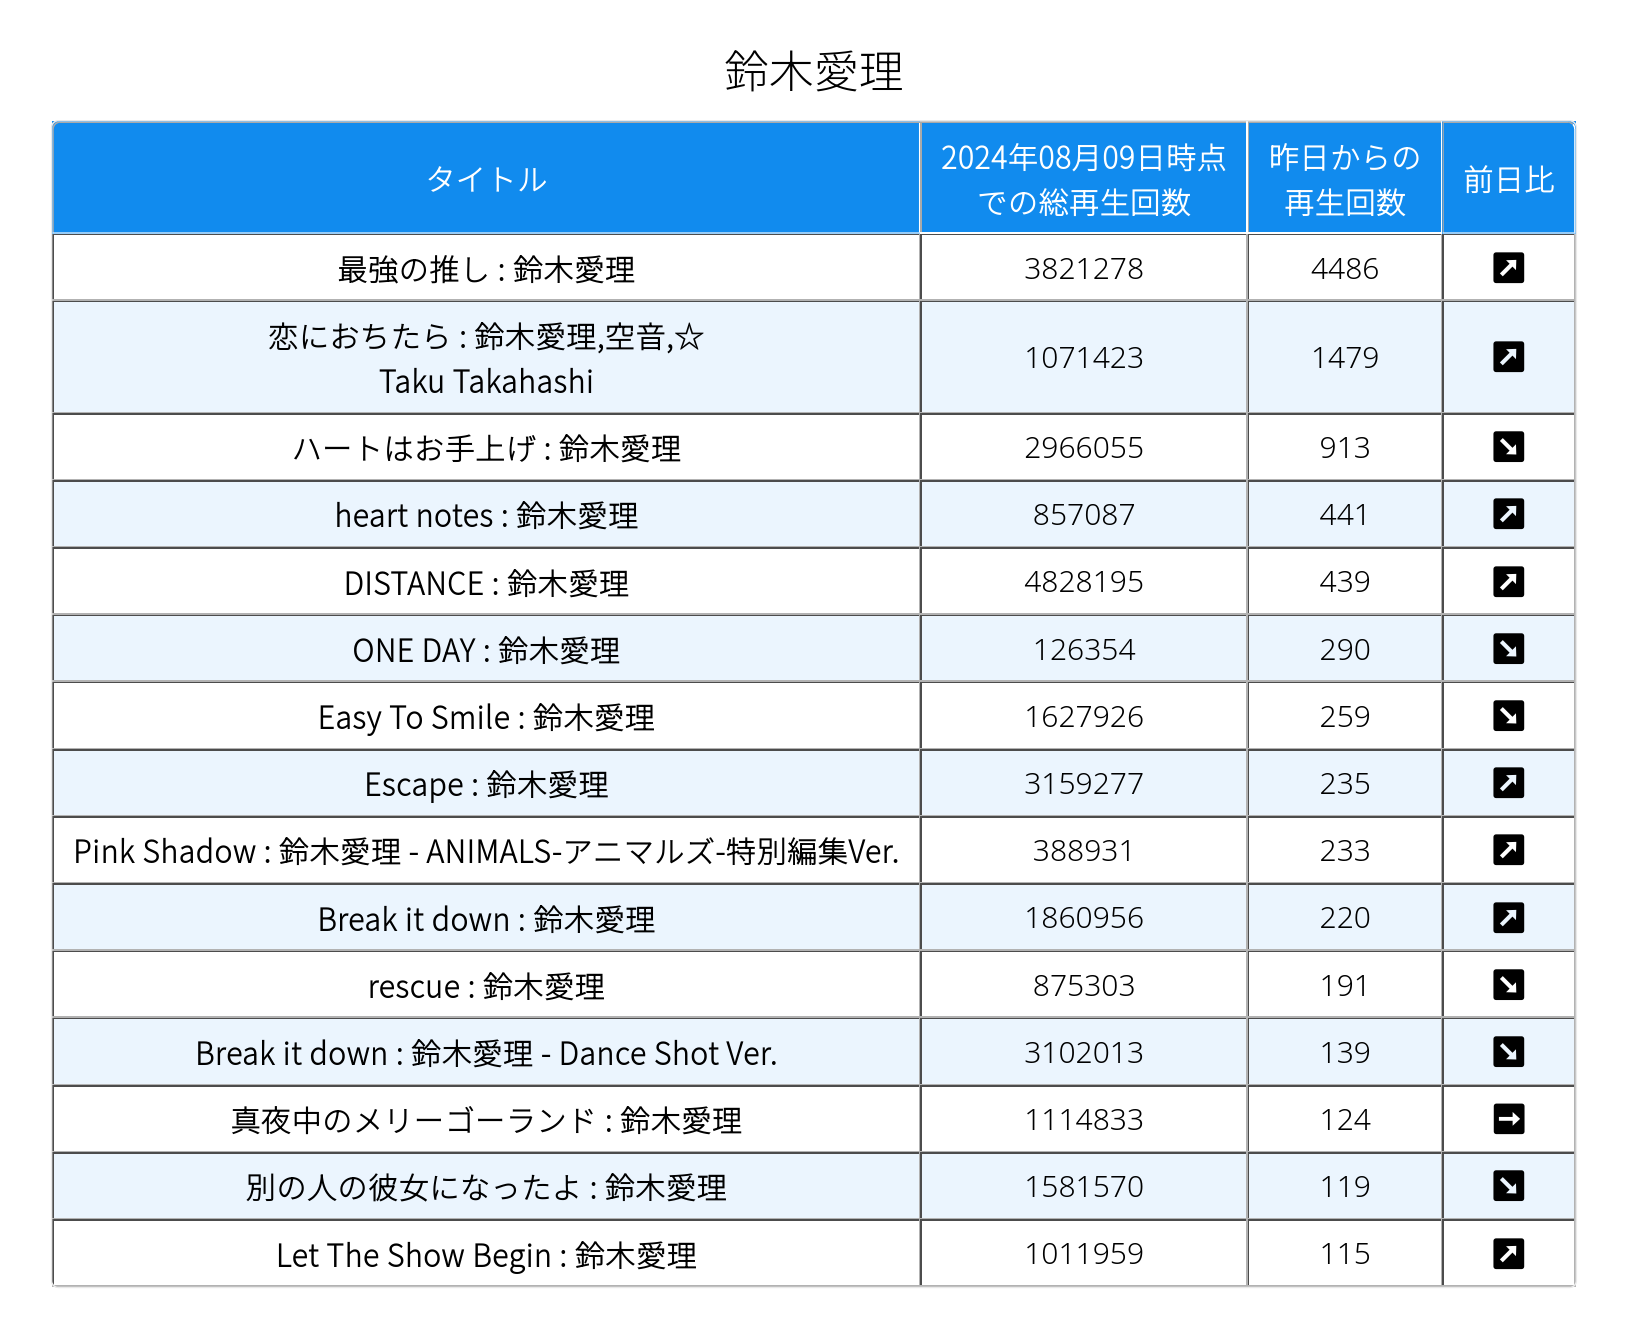 鈴木愛理
タイトル
2024年08月09日時点
での総再生回数
昨日からの
再生回数
前日比
最強の推し : 鈴木愛理 3821278 4486
恋におちたら : 鈴木愛理,空音,☆
Taku Takahashi
1071423 1479
ハートはお手上げ : 鈴木愛理 2966055 913
heart notes : 鈴木愛理 857087 441
DISTANCE : 鈴木愛理 4828195 439
ONE DAY : 鈴木愛理 126354 290
Easy To Smile : 鈴木愛理 1627926 259
Escape : 鈴木愛理 3159277 235
Pink Shadow : 鈴木愛理 - ANIMALS-アニマルズ-特別編集Ver. 388931 233
Break it down : 鈴木愛理 1860956 220
rescue : 鈴木愛理 875303 191
Break it down : 鈴木愛理 - Dance Shot Ver. 3102013 139
真夜中のメリーゴーランド : 鈴木愛理 1114833 124
別の人の彼女になったよ : 鈴木愛理 1581570 119
Let The Show Begin : 鈴木愛理 1011959 115